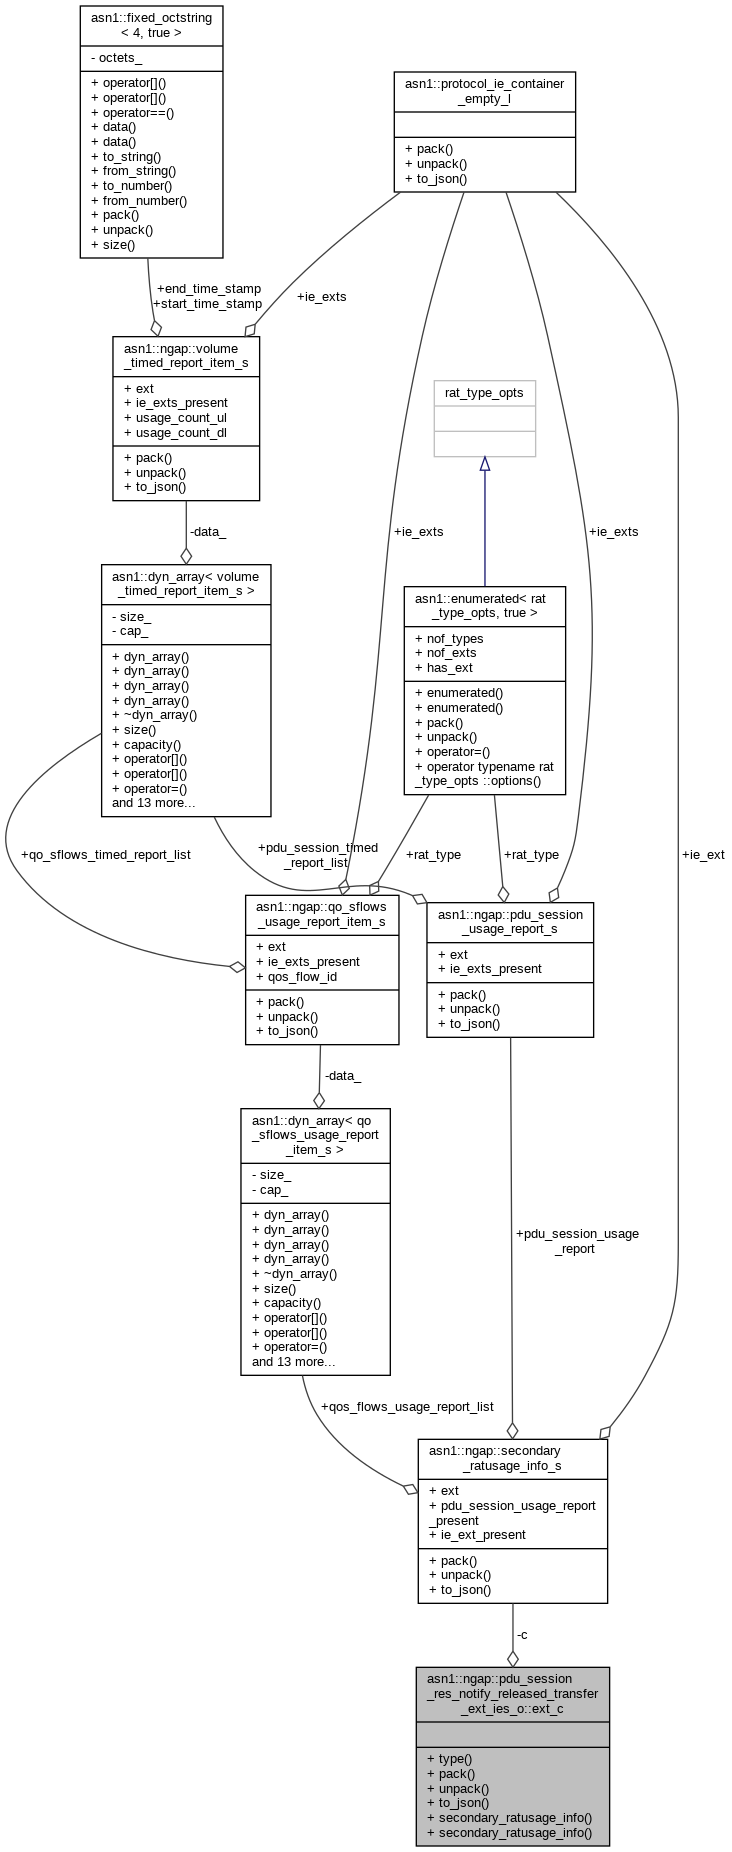 asn1::fixed_octstring
< 4, true >
- octets_
+ operator[]()
+ operator[]()
+ operator==()
+ data()
+ data()
+ to_string()
+ from_string()
+ to_number()
+ from_number()
+ pack()
+ unpack()
+ size()
asn1::protocol_ie_container
_empty_l
+ pack()
+ unpack()
+ to_json()
+end_time_stamp
+start_time_stamp
+ie_exts
asn1::ngap::volume
_timed_report_item_s
+ ext
+ ie_exts_present
+ usage_count_ul
+ usage_count_dl
+ pack()
+ unpack()
+ to_json()
rat_type_opts
-data_
+ie_exts
+ie_exts
asn1::dyn_array< volume
_timed_report_item_s >
- size_
- cap_
+ dyn_array()
+ dyn_array()
+ dyn_array()
+ dyn_array()
+ ~dyn_array()
+ size()
+ capacity()
+ operator[]()
+ operator[]()
+ operator=()
and 13 more...
asn1::enumerated< rat
_type_opts, true >
+ nof_types
+ nof_exts
+ has_ext
+ enumerated()
+ enumerated()
+ pack()
+ unpack()
+ operator=()
+ operator typename rat
_type_opts ::options()
+qo_sflows_timed_report_list
+pdu_session_timed
_report_list
+rat_type
+rat_type
+ie_ext
asn1::ngap::qo_sflows
_usage_report_item_s
+ ext
+ ie_exts_present
+ qos_flow_id
+ pack()
+ unpack()
+ to_json()
asn1::ngap::pdu_session
_usage_report_s
+ ext
+ ie_exts_present
+ pack()
+ unpack()
+ to_json()
-data_
asn1::dyn_array< qo
_sflows_usage_report
_item_s >
- size_
- cap_
+ dyn_array()
+ dyn_array()
+ dyn_array()
+ dyn_array()
+ ~dyn_array()
+ size()
+ capacity()
+ operator[]()
+ operator[]()
+ operator=()
and 13 more...
+pdu_session_usage
_report
+qos_flows_usage_report_list
asn1::ngap::secondary
_ratusage_info_s
+ ext
+ pdu_session_usage_report
_present
+ ie_ext_present
+ pack()
+ unpack()
+ to_json()
-c
asn1::ngap::pdu_session
_res_notify_released_transfer
_ext_ies_o::ext_c
+ type()
+ pack()
+ unpack()
+ to_json()
+ secondary_ratusage_info()
+ secondary_ratusage_info()